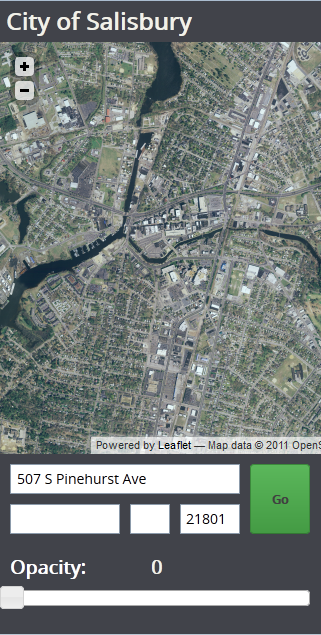 City of Salisbury
+
−
Powered by Leaflet — Map data © 2011 OpenS
507 S Pinehurst Ave
Go
21801
Opacity: 0